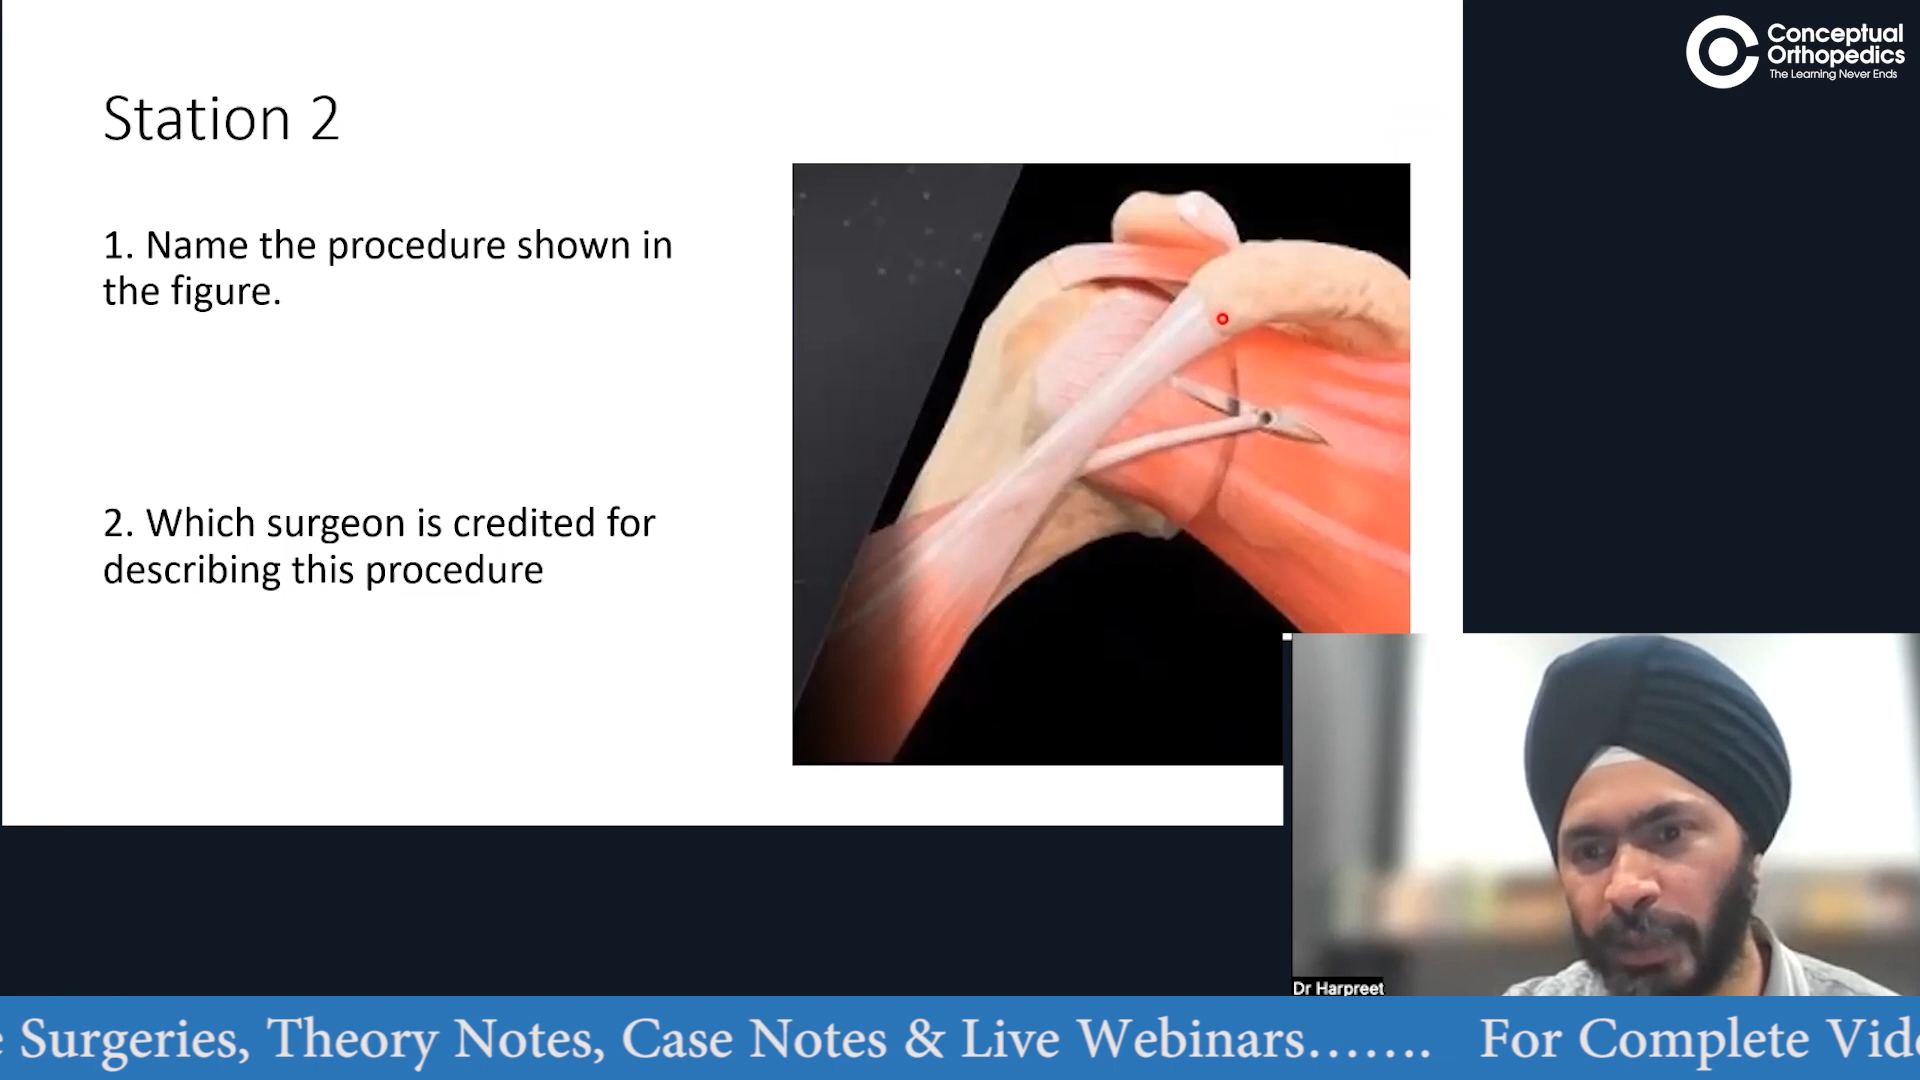 Conceptual
Orthopedics
The Learning Never Ends
Station 2
1. Name the procedure shown in
the figure.
2. Which surgeon is credited for
describing this procedure
Dr Harpreet
Surgeries, Theory Notes, Case Notes & Live Webinars....... For Complete